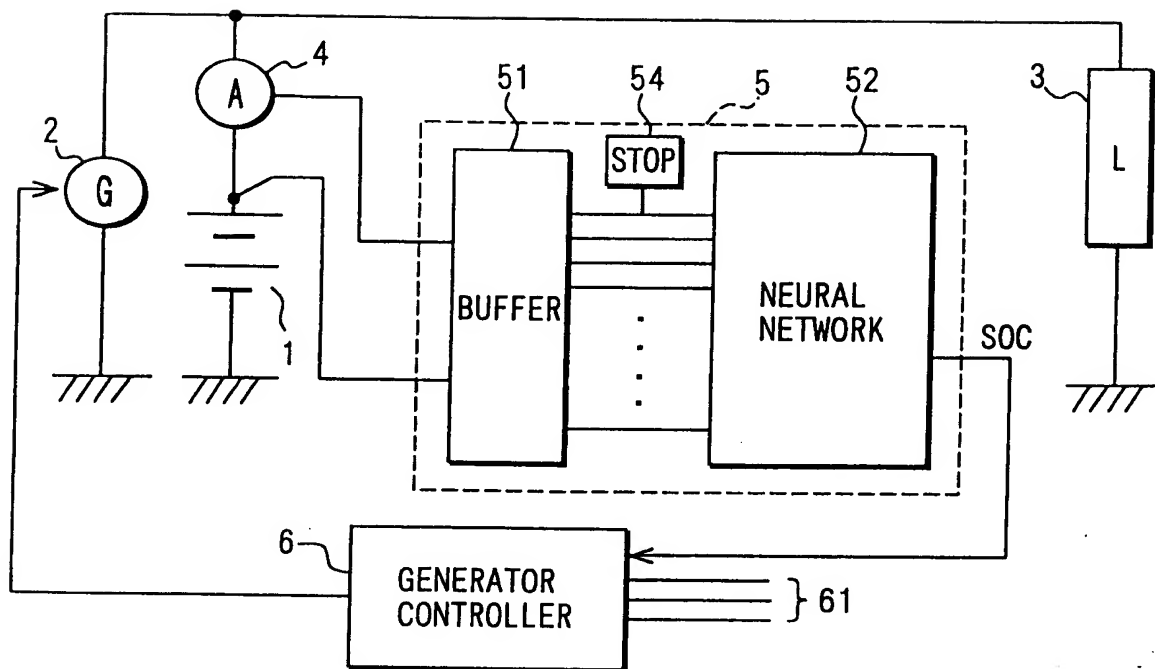 4
51
54
5
52
3
A
STOP
2
G
L
BUFFER
NEURAL
NETWORK
1
SOC
6
GENERATOR
CONTROLLER
61